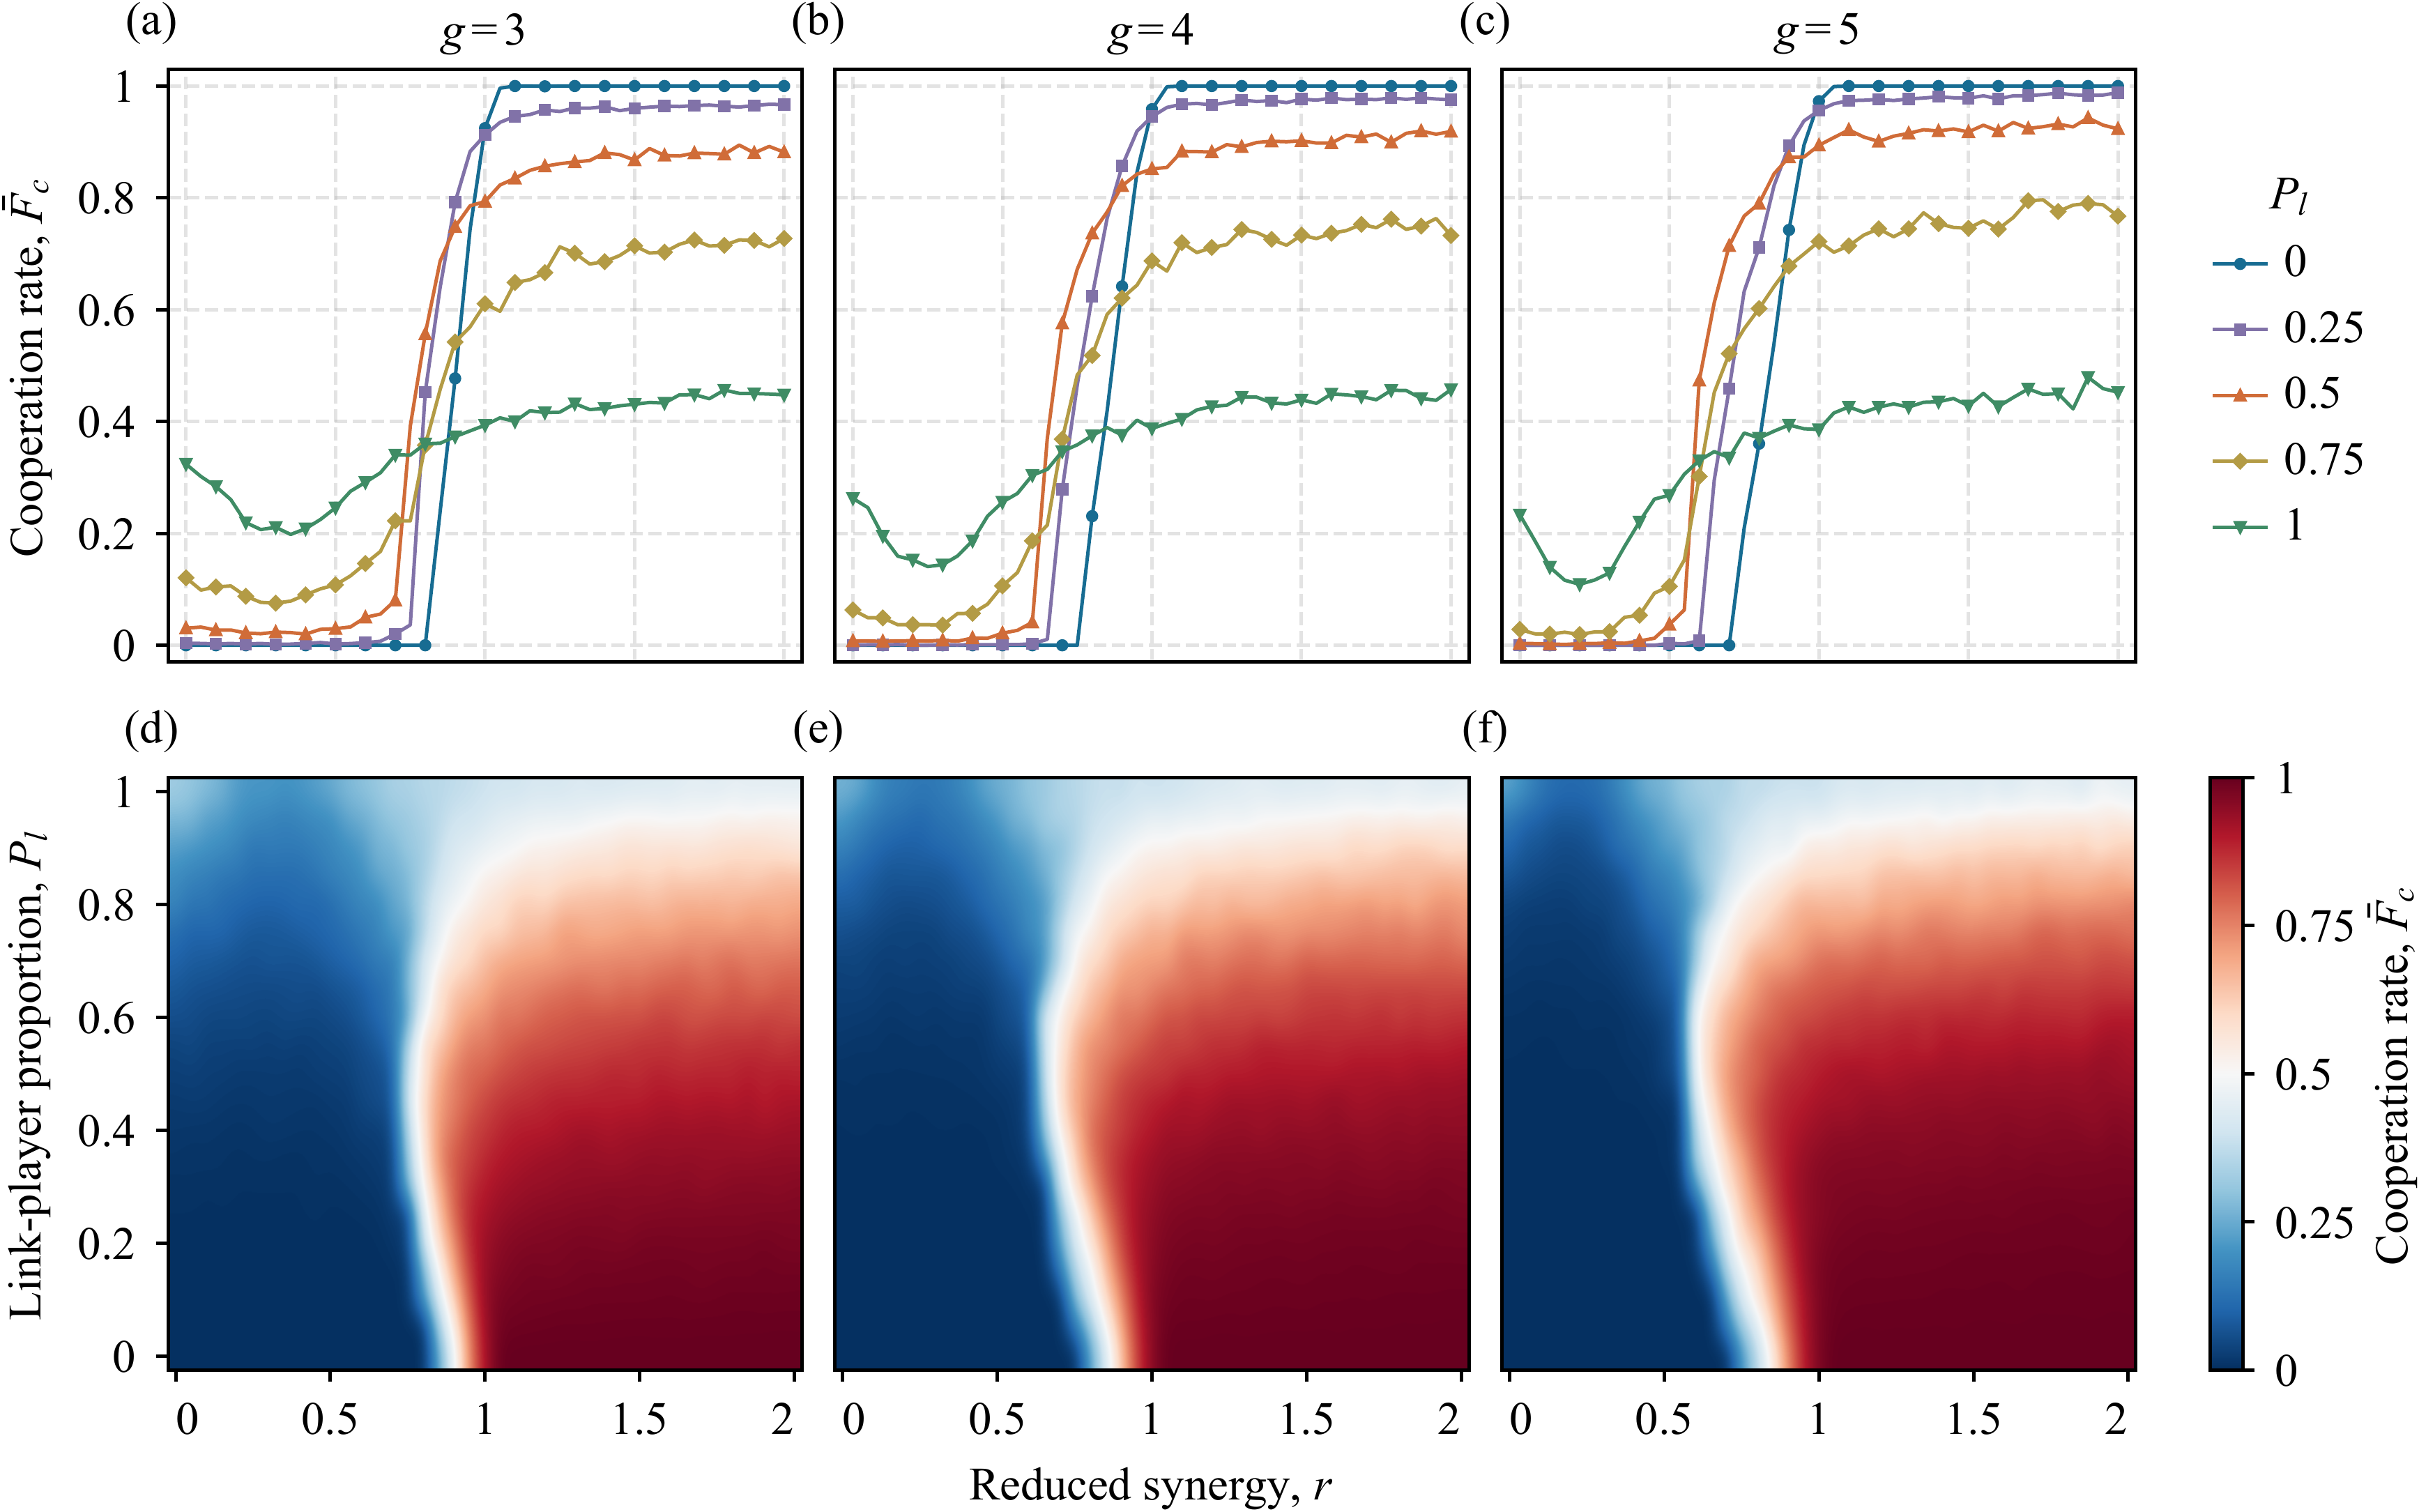 (a)
g=3
(b)
g=4
(c)
g=5
Cooperation rate, F̄c
1
0.8
0.6
0.4
0.2
0
Pl
0
0.25
0.5
0.75
1
(d)
(e)
(f)
Link-player proportion, Pl
1
0.8
0.6
0.4
0.2
0
0
0.5
1
1.5
2
0
0.5
1
1.5
2
0
0.5
1
1.5
2
Reduced synergy, r
1
0.75
0.5
0.25
0
Cooperation rate, F̄c